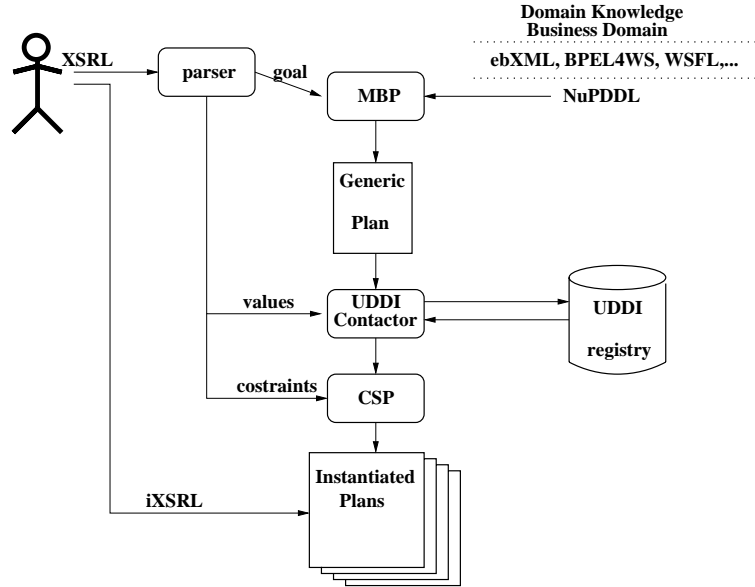 Domain Knowledge
Business Domain
XSRL
parser
goal
ebXML, BPEL4WS, WSFL,...
MBP
NuPDDL
Generic
Plan
values
UDDI
Contactor
UDDI
registry
costraints
CSP
Instantiated
Plans
iXSRL